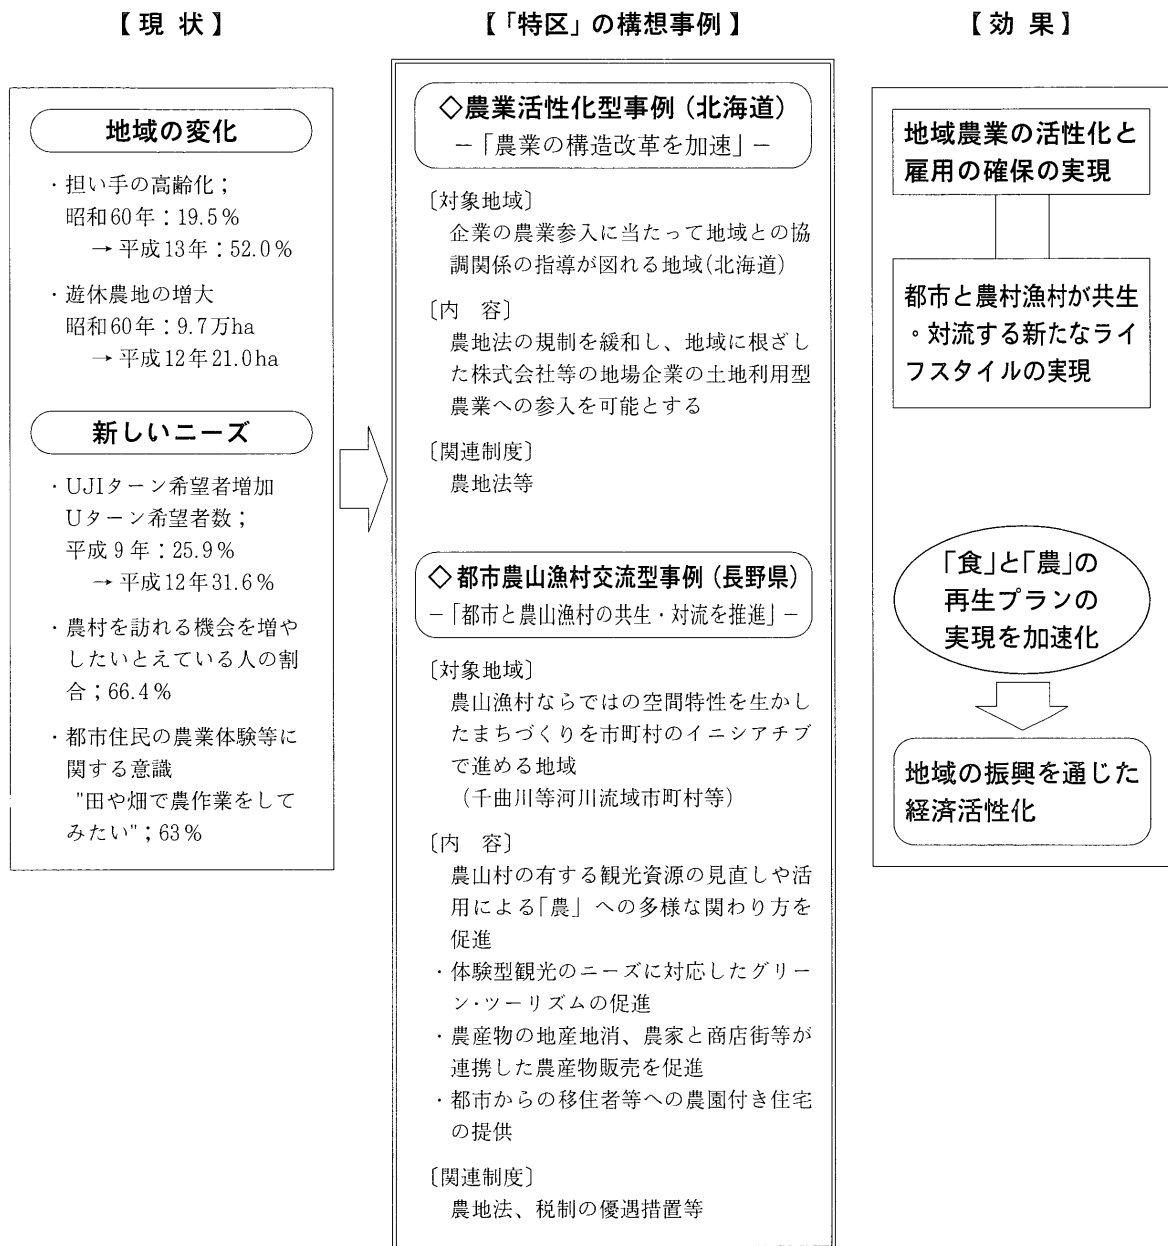 【現 状】
地域の変化
・担い手の高齢化；
昭和60年：19.5％
→平成13年：52.0％
・遊休農地の増大
昭和60年：9.7万ha
→平成12年21.0ha
新しいニーズ
・UJIターン希望者増加
Uターン希望者数；
平成9年：25.9％
→平成12年31.6％
・農村を訪れる機会を増や
したいとえている人の割
合；66.4％
・都市住民の農業体験等に
関する意識
"田や畑で農作業をして
みたい"；63％
【「特区」の構想事例】
◇農業活性化型事例（北海道）
－「農業の構造改革を加速」－
〔対象地域〕
企業の農業参入に当たって地域との協
調関係の指導が図れる地域(北海道)
〔内　容〕
農地法の規制を緩和し、地域に根ざし
た株式会社等の地場企業の土地利用型
農業への参入を可能とする
〔関連制度〕
農地法等
◇都市農山漁村交流型事例（長野県）
－「都市と農山漁村の共生・対流を推進」－
〔対象地域〕
農山漁村ならではの空間特性を生かし
たまちづくりを市町村のイニシアチブ
で進める地域
（千曲川等河川流域市町村等）
〔内　容〕
農山村の有する観光資源の見直しや活
用による「農」への多様な関わり方を
促進
・体験型観光のニーズに対応したグリー
ン･ツーリズムの促進
・農産物の地産地消、農家と商店街等が
連携した農産物販売を促進
・都市からの移住者等への農園付き住宅
の提供
〔関連制度〕
農地法、税制の優遇措置等
【効 果】
地域農業の活性化と
雇用の確保の実現
都市と農村漁村が共生
・対流する新たなライ
フスタイルの実現
「食」と「農」の
再生プランの
実現を加速化
地域の振興を通じた
経済活性化